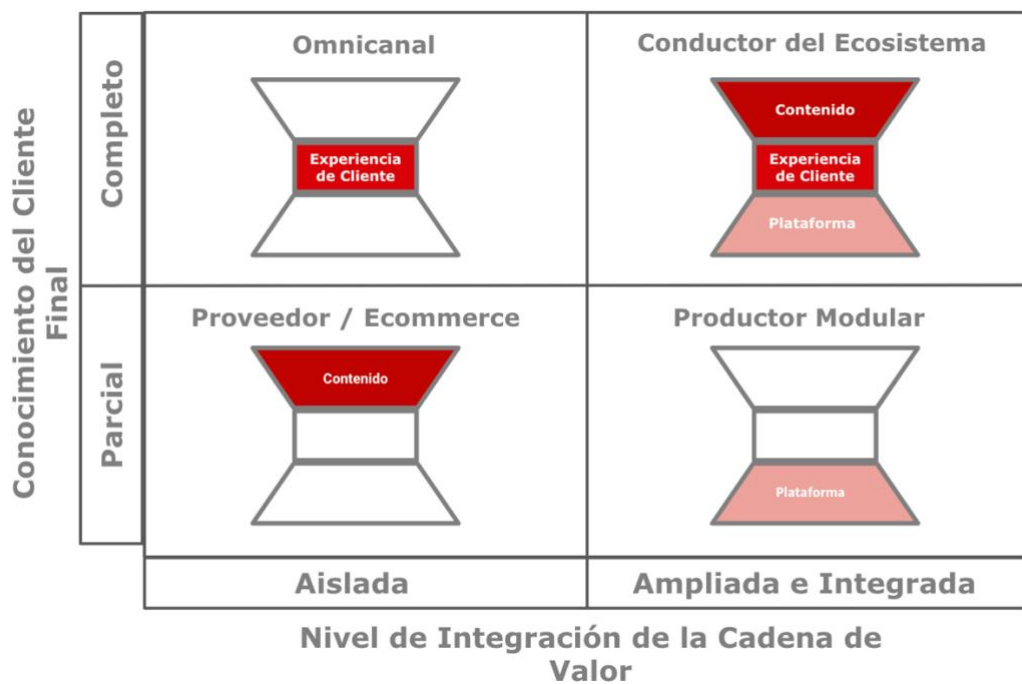 Conocimiento del Cliente
Final
Completo
Parcial
Omnicanal
Experiencia
de Cliente
Conductor del Ecosistema
Contenido
Experiencia
de Cliente
Plataforma
Proveedor / Ecommerce
Contenido
Productor Modular
Plataforma
Aislada
Ampliada e Integrada
Nivel de Integración de la Cadena de
Valor